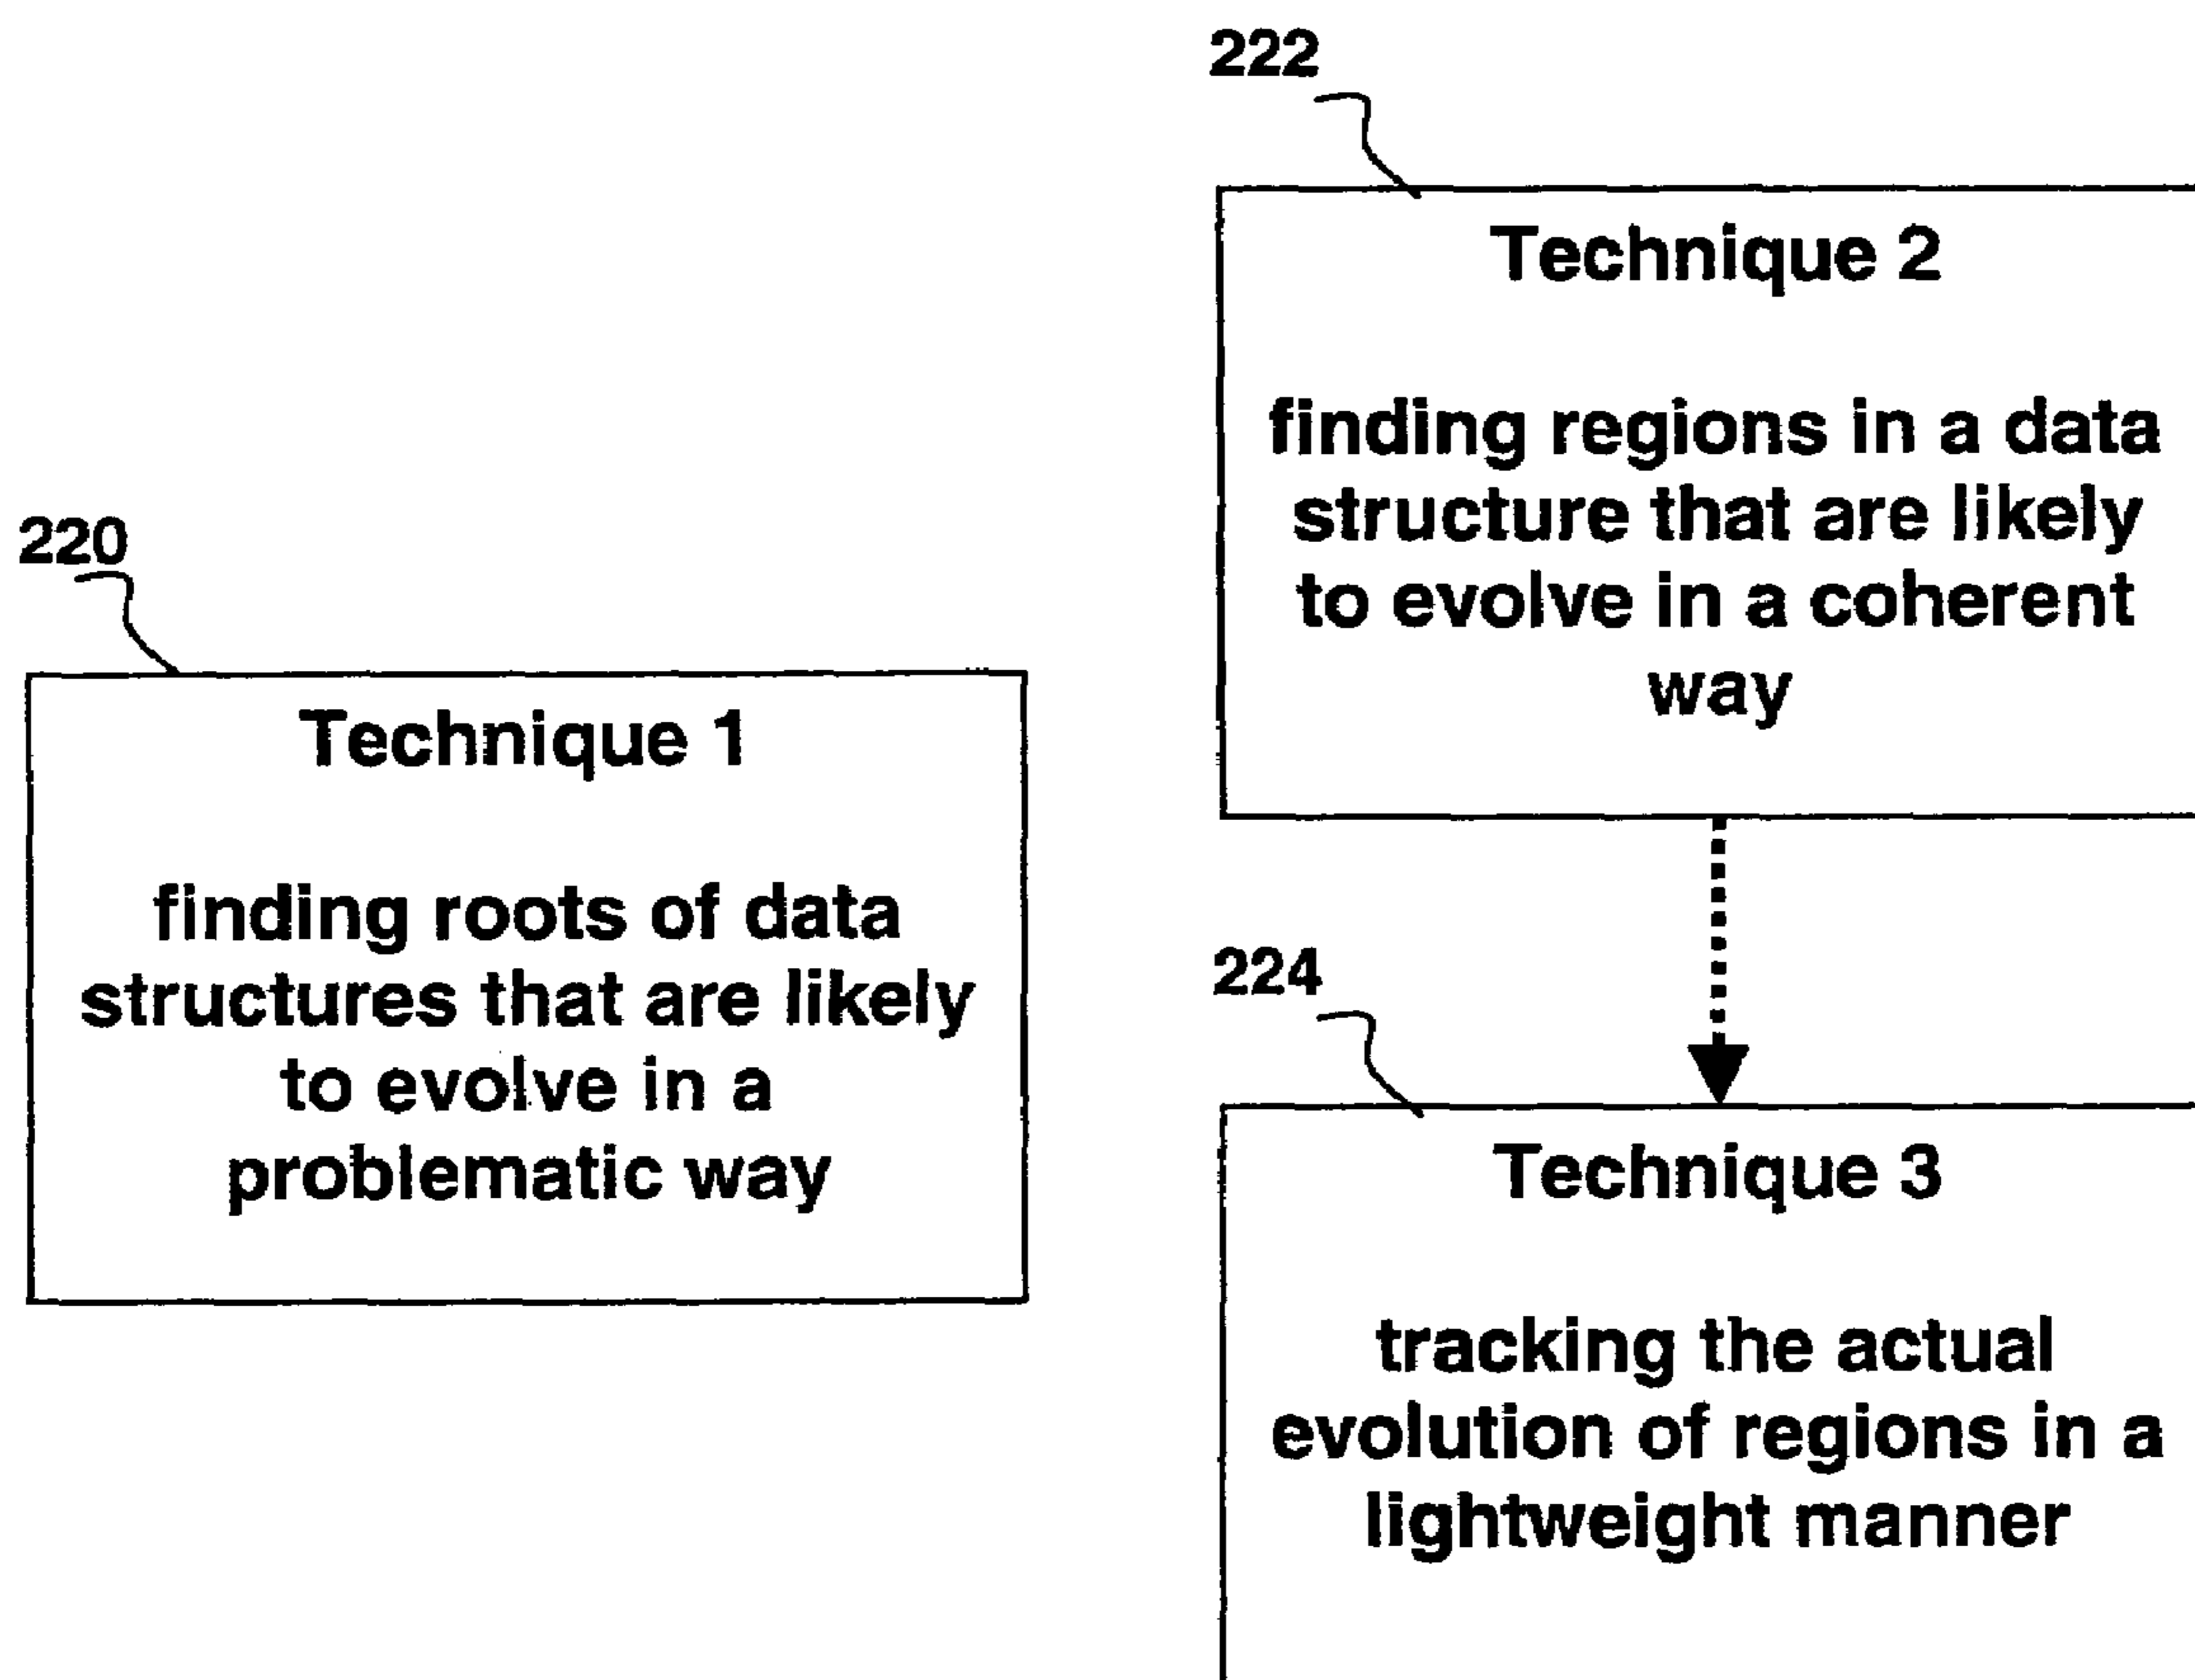 220
Technique 1
finding roots of data
structures that are likely
to evolve in a
problematic way
222
Technique 2
finding regions in a data
structure that are likely
to evolve in a coherent
way
224
Technique 3
tracking the actual
evolution of regions in a
lightweight manner